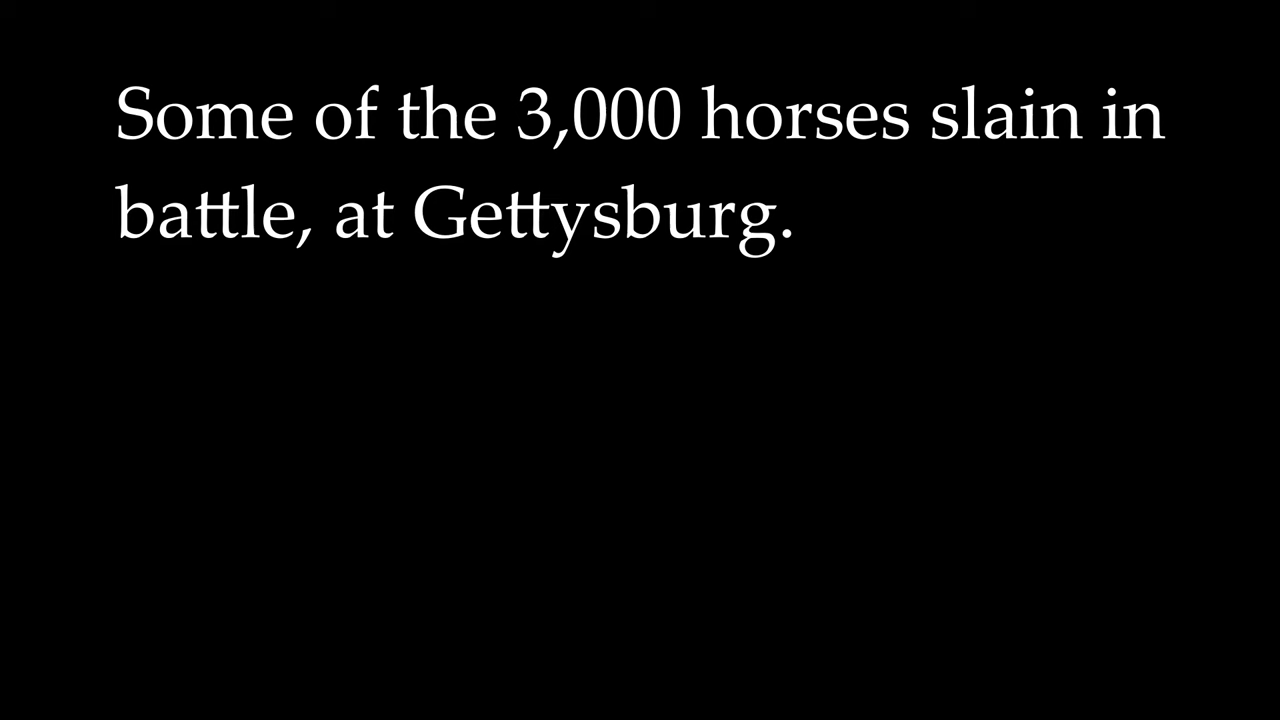 Some of the 3,000 horses slain in
battle, at Gettysburg.